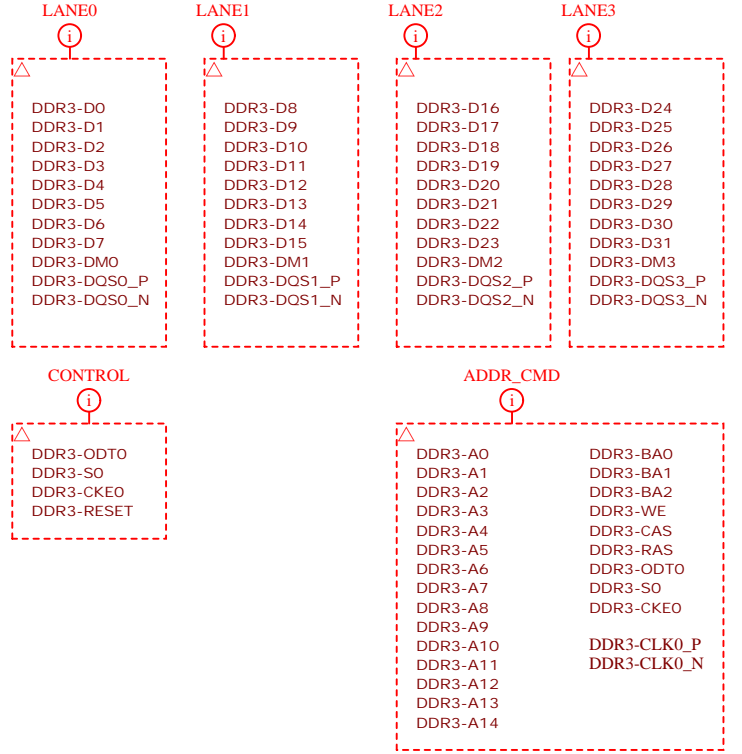 LANE0
i
DDR3-D0
DDR3-D1
DDR3-D2
DDR3-D3
DDR3-D4
DDR3-D5
DDR3-D6
DDR3-D7
DDR3-DM0
DDR3-DQS0_P
DDR3-DQS0_N
LANE1
i
DDR3-D8
DDR3-D9
DDR3-D10
DDR3-D11
DDR3-D12
DDR3-D13
DDR3-D14
DDR3-D15
DDR3-DM1
DDR3-DQS1_P
DDR3-DQS1_N
LANE2
i
DDR3-D16
DDR3-D17
DDR3-D18
DDR3-D19
DDR3-D20
DDR3-D21
DDR3-D22
DDR3-D23
DDR3-DM2
DDR3-DQS2_P
DDR3-DQS2_N
LANE3
i
DDR3-D24
DDR3-D25
DDR3-D26
DDR3-D27
DDR3-D28
DDR3-D29
DDR3-D30
DDR3-D31
DDR3-DM3
DDR3-DQS3_P
DDR3-DQS3_N
CONTROL
i
DDR3-ODT0
DDR3-S0
DDR3-CKE0
DDR3-RESET
ADDR_CMD
i
DDR3-A0
DDR3-A1
DDR3-A2
DDR3-A3
DDR3-A4
DDR3-A5
DDR3-A6
DDR3-A7
DDR3-A8
DDR3-A9
DDR3-A10
DDR3-A11
DDR3-A12
DDR3-A13
DDR3-A14
DDR3-BA0
DDR3-BA1
DDR3-BA2
DDR3-WE
DDR3-CAS
DDR3-RAS
DDR3-ODT0
DDR3-S0
DDR3-CKE0
DDR3-CLK0_P
DDR3-CLK0_N